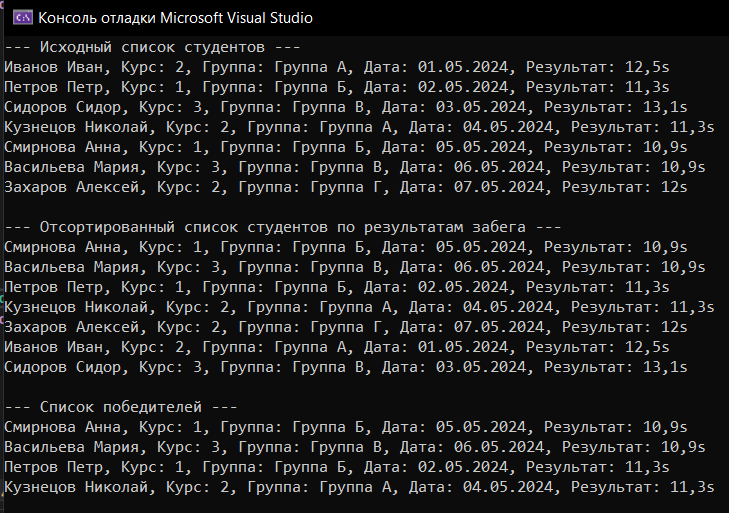 Консоль отладки Microsoft Visual Studio
--- Исходный список студентов ---
Иванов Иван, Курс: 2, Группа: Группа А, Дата: 01.05.2024, Результат: 12,5s
Петров Петр, Курс: 1, Группа: Группа Б, Дата: 02.05.2024, Результат: 11,3s
Сидоров Сидор, Курс: 3, Группа: Группа В, Дата: 03.05.2024, Результат: 13,1s
Кузнецов Николай, Курс: 2, Группа: Группа А, Дата: 04.05.2024, Результат: 11,3s
Смирнова Анна, Курс: 1, Группа: Группа Б, Дата: 05.05.2024, Результат: 10,9s
Васильева Мария, Курс: 3, Группа: Группа В, Дата: 06.05.2024, Результат: 10,9s
Захаров Алексей, Курс: 2, Группа: Группа Г, Дата: 07.05.2024, Результат: 12s
--- Отсортированный список студентов по результатам забега ---
Смирнова Анна, Курс: 1, Группа: Группа Б, Дата: 05.05.2024, Результат: 10,9s
Васильева Мария, Курс: 3, Группа: Группа В, Дата: 06.05.2024, Результат: 10,9s
Петров Петр, Курс: 1, Группа: Группа Б, Дата: 02.05.2024, Результат: 11,3s
Кузнецов Николай, Курс: 2, Группа: Группа А, Дата: 04.05.2024, Результат: 11,3s
Захаров Алексей, Курс: 2, Группа: Группа Г, Дата: 07.05.2024, Результат: 12s
Иванов Иван, Курс: 2, Группа: Группа А, Дата: 01.05.2024, Результат: 12,5s
Сидоров Сидор, Курс: 3, Группа: Группа В, Дата: 03.05.2024, Результат: 13,1s
--- Список победителей ---
Смирнова Анна, Курс: 1, Группа: Группа Б, Дата: 05.05.2024, Результат: 10,9s
Васильева Мария, Курс: 3, Группа: Группа В, Дата: 06.05.2024, Результат: 10,9s
Петров Петр, Курс: 1, Группа: Группа Б, Дата: 02.05.2024, Результат: 11,3s
Кузнецов Николай, Курс: 2, Группа: Группа А, Дата: 04.05.2024, Результат: 11,3s